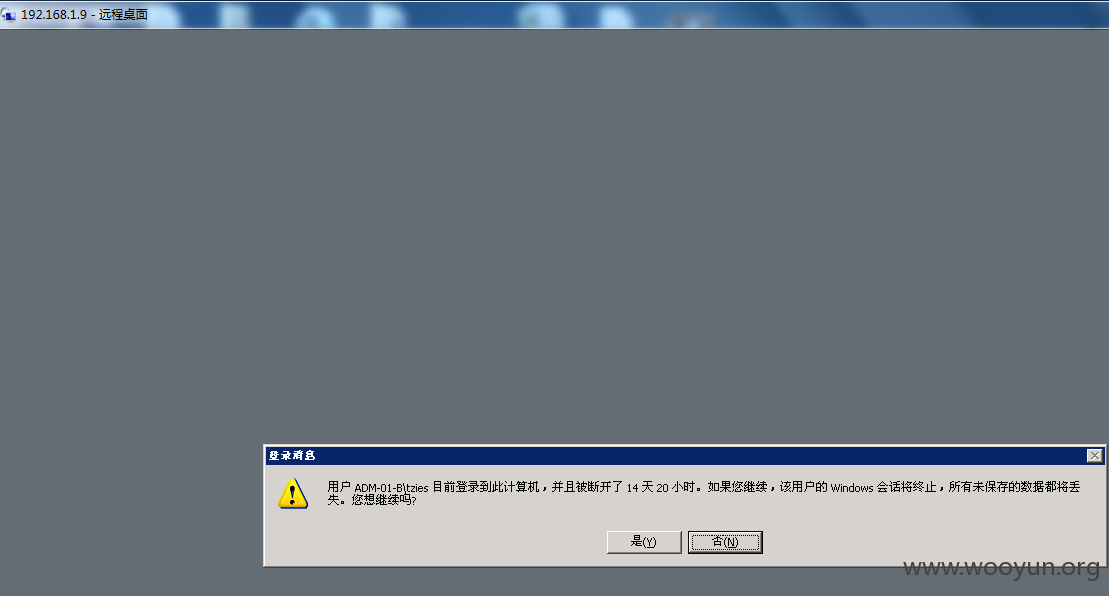 192.168.1.9 - 远程桌面
登录消息
用户 ADM-01-B\tzies 目前登录到此计算机，并且被断开了 14 天 20 小时。如果您继续，该用户的 Windows 会话将终止，所有未保存的数据都将丢
失。您想继续吗?
是(Y) 否(N)
www.wooyun.org